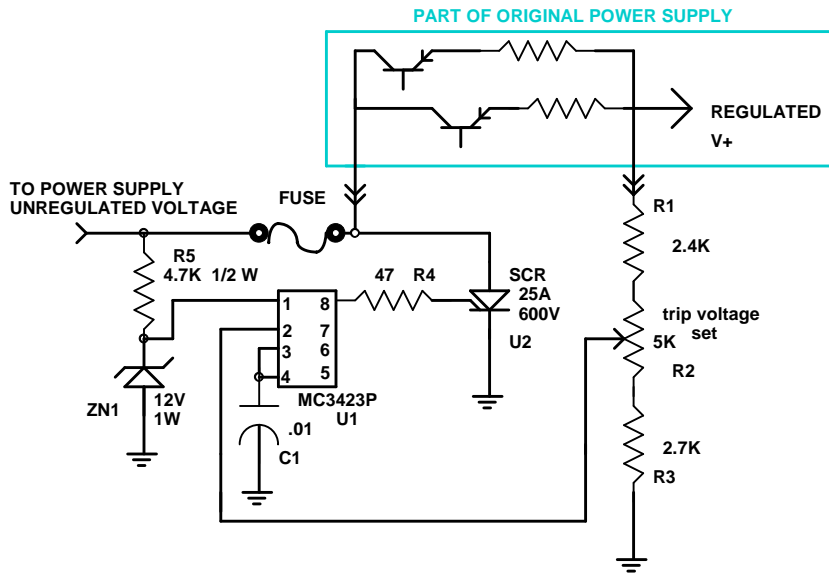 PART OF ORIGINAL POWER SUPPLY
REGULATED
V+
TO POWER SUPPLY
UNREGULATED VOLTAGE
FUSE
R1
2.4K
R5
4.7K 1/2 W
47 R4
SCR
25A
600V
U2
1 8
2 7
3 6
4 5
trip voltage
set
5K
R2
ZN1
12V
1W
MC3423P
U1
.01
C1
2.7K
R3